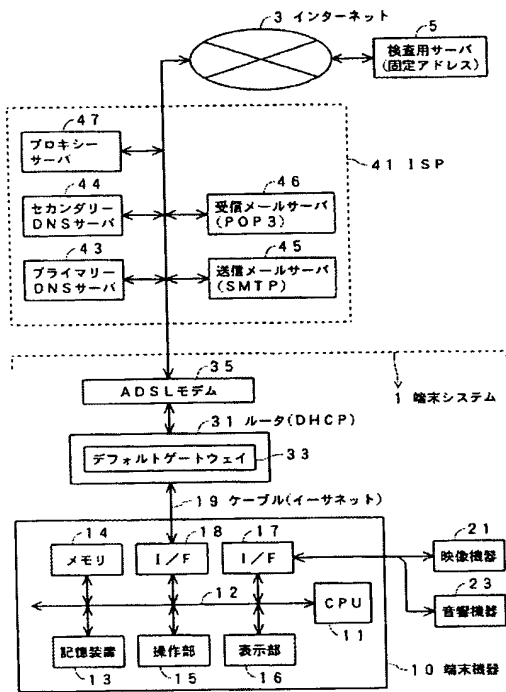 3 インターネット
5
検査用サーバ
(固定アドレス)
47
プロキシー
サーバ
41 ISP
44
セカンダリー
DNSサーバ
46
受信メールサーバ
(POP3)
43
プライマリー
DNSサーバ
45
送信メールサーバ
(SMTP)
35
ADSLモデム
1 端末システム
31 ルータ(DHCP)
デフォルトゲートウェイ
33
19 ケーブル(イーサネット)
14
メモリ
18
I/F
17
I/F
21
映像機器
12
CPU
11
23
音響機器
記憶装置
13
操作部
15
表示部
16
10 端末機器